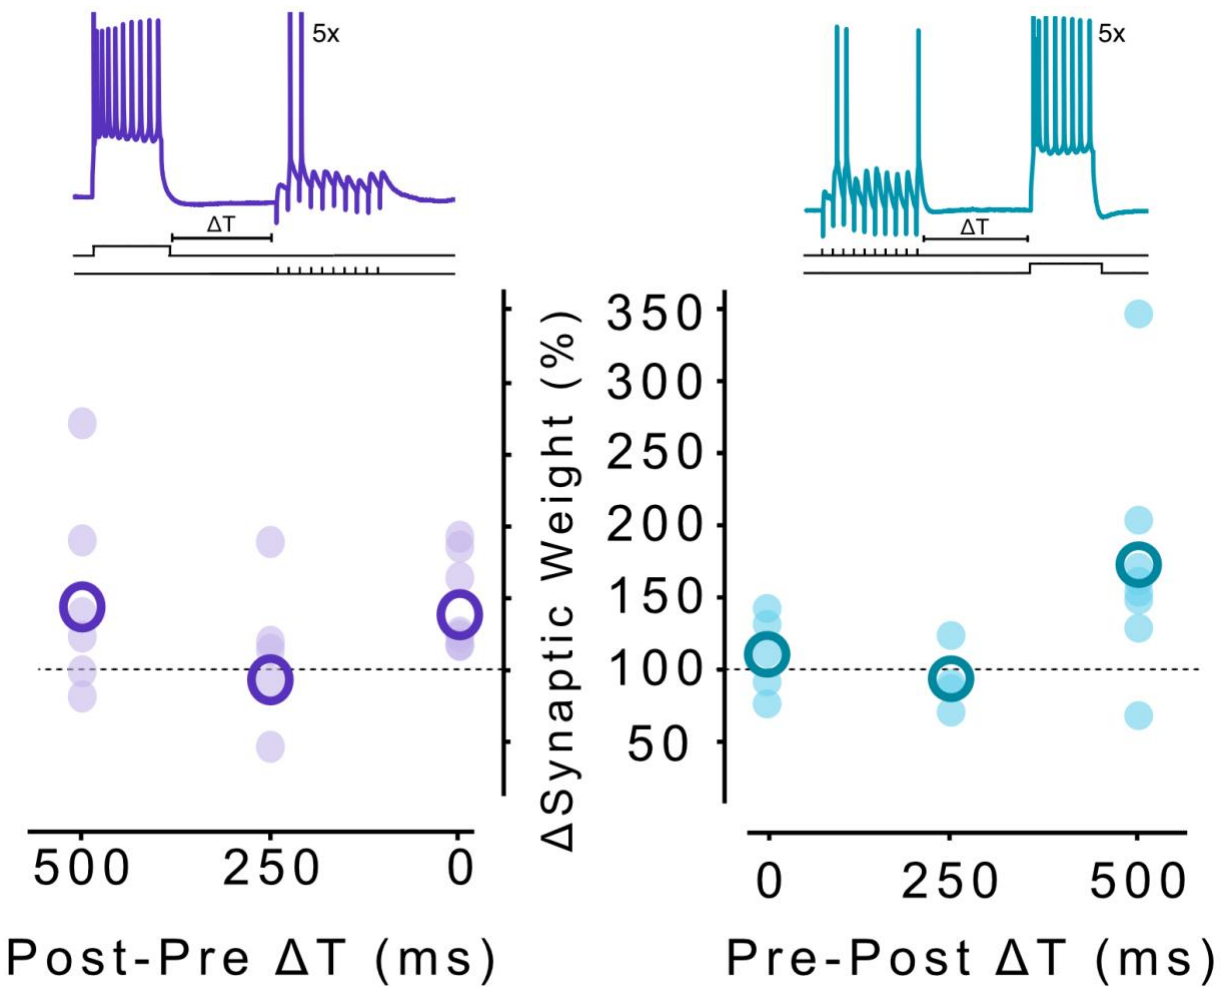 5x
ΔT
5x
ΔT
ΔSynaptic Weight (%)
350
300
250
200
150
100
50
500 250 0
Post-Pre ΔT (ms)
0 250 500
Pre-Post ΔT (ms)